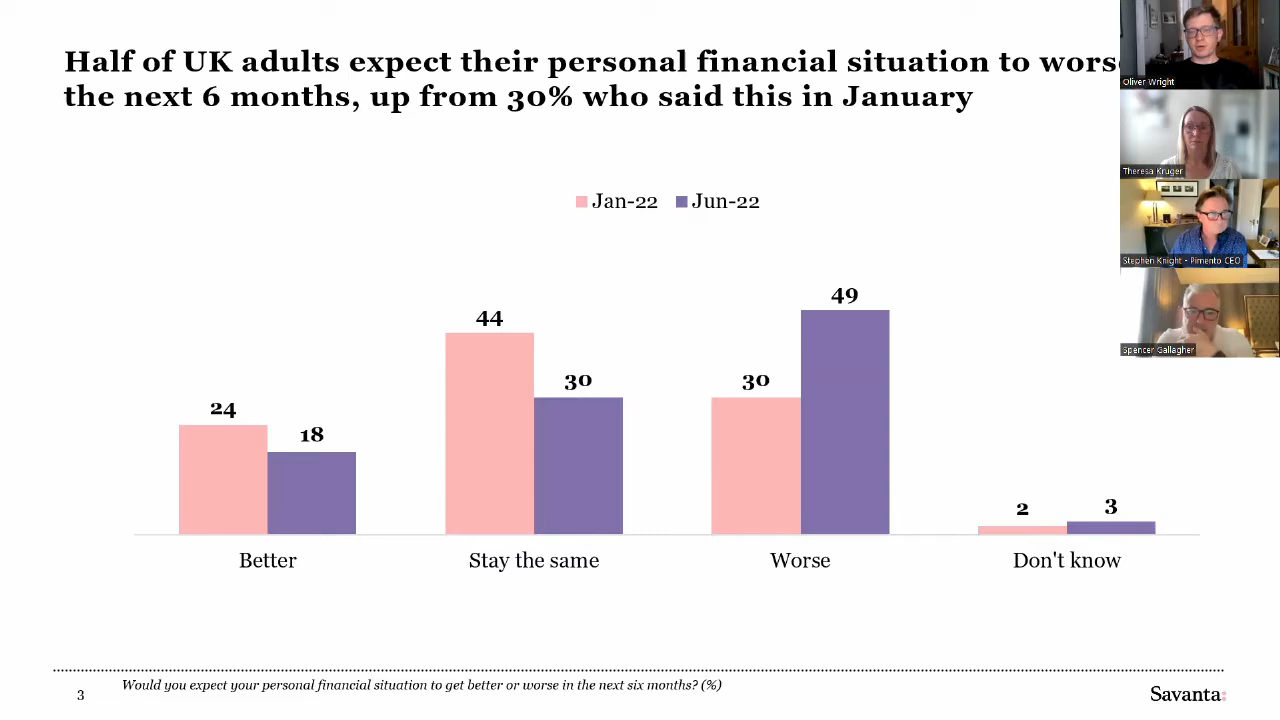 Half of UK adults expect their personal financial situation to
the next 6 months, up from 30% who said this in January
Jan-22 Jun-22
24
18
44
30
30
49
2
3
Better
Stay the same
Worse
Don't know
3
Would you expect your personal financial situation to get better or worse in the next six months? (%)
Savanta:
Oliver Wright
Theresa Kruger
Stephen Knight - Pimento CEO
Spencer Gallagher